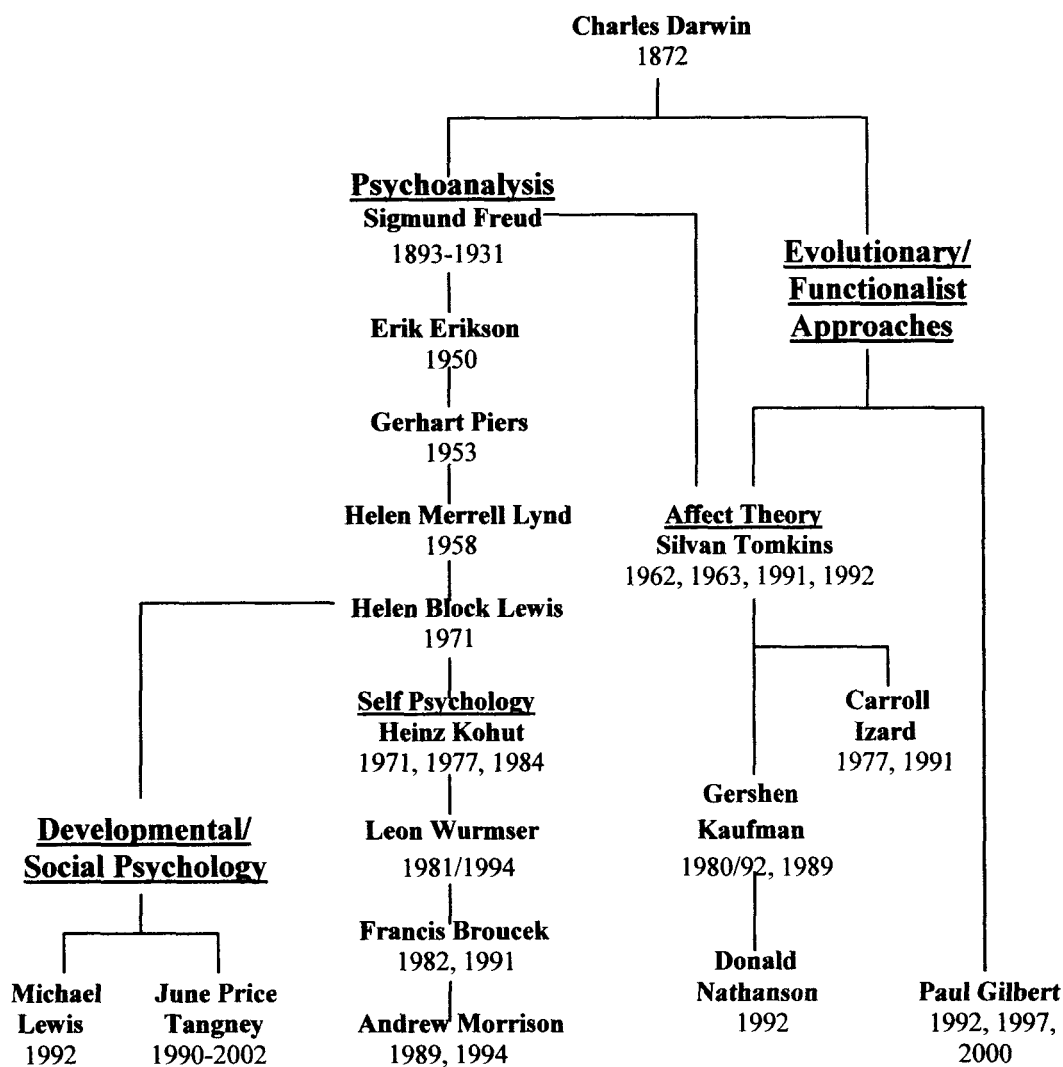 Charles Darwin
1872
Psychoanalysis
Sigmund Freud
1893-1931
Evolutionary/
Functionalist
Approaches
Erik Erikson
1950
Gerhart Piers
1953
Helen Merrell Lynd
1958
Affect Theory
Silvan Tomkins
1962, 1963, 1991, 1992
Helen Block Lewis
1971
Self Psychology
Heinz Kohut
1971, 1977, 1984
Carroll
Izard
1977, 1991
Gershen
Kaufman
1980/92, 1989
Developmental/
Social Psychology
Leon Wurmser
1981/1994
Francis Broucek
1982, 1991
Michael
Lewis
1992
June Price
Tangney
1990-2002
Andrew Morrison
1989, 1994
Donald
Nathanson
1992
Paul Gilbert
1992, 1997,
2000